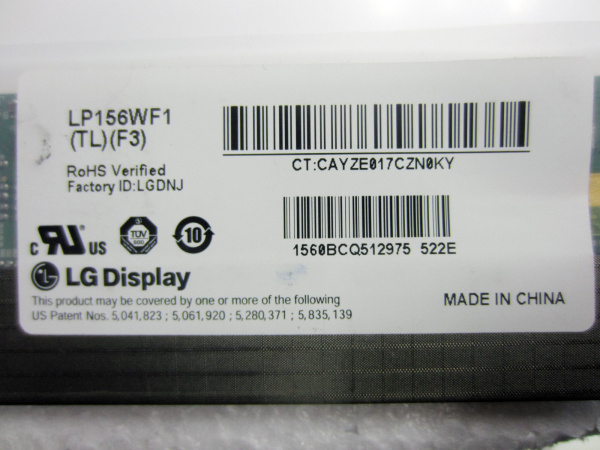 LP156WF1
(TL)(F3)
RoHS Verified
Factory ID:LGDNJ
CT:CAYZE017CZN0KY
1560BCQ512975 522E
c RU US
TÜV
10
LG Display
This product may be covered by one or more of the following
US Patent Nos. 5,041,823 ; 5,061,920 ; 5,280,371 ; 5,835,139
MADE IN CHINA